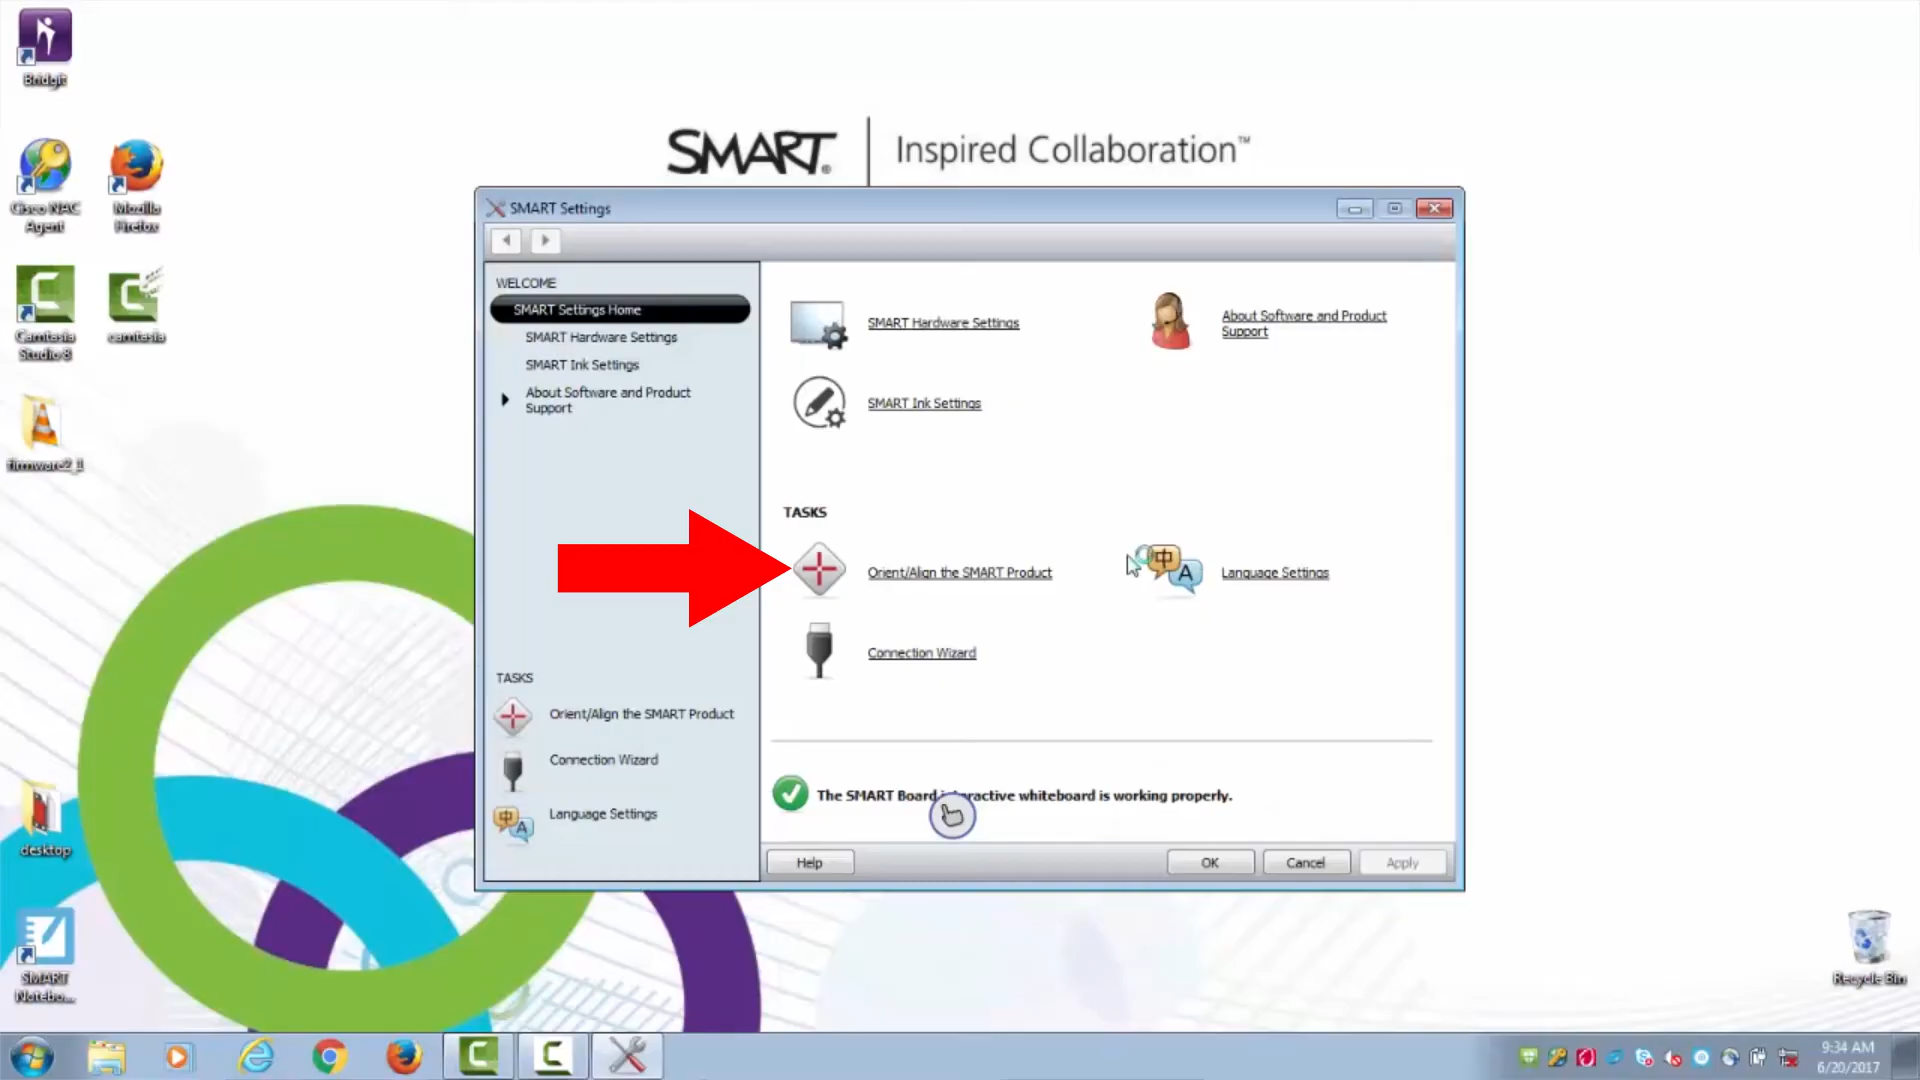 Bridgit
SMART
Inspired Collaboration™
Cisco NAC
Agent
Mozilla
Firefox
Camtasia
Studio 8
camtasia
firmware2_1
desktop
SMART
Notebo...
Recycle Bin
SMART Settings
WELCOME
SMART Settings Home
SMART Hardware Settings
SMART Ink Settings
About Software and Product
Support
TASKS
Orient/Align the SMART Product
Connection Wizard
Language Settings
SMART Hardware Settings
About Software and Product
Support
SMART Ink Settings
TASKS
Orient/Align the SMART Product
中 A
Language Settings
Connection Wizard
The SMART Board interactive whiteboard is working properly.
Help
OK
Cancel
Apply
9:34 AM
6/20/2017